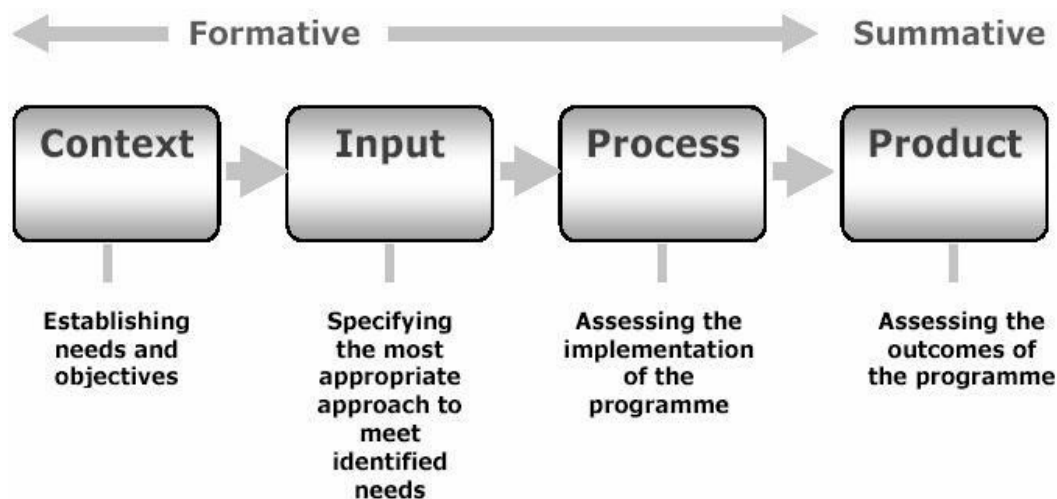 Formative
Summative
Context
Input
Process
Product
Establishing
needs and
objectives
Specifying
the most
appropriate
approach to
meet
identified
needs
Assessing the
implementation
of the
programme
Assessing the
outcomes of
the programme